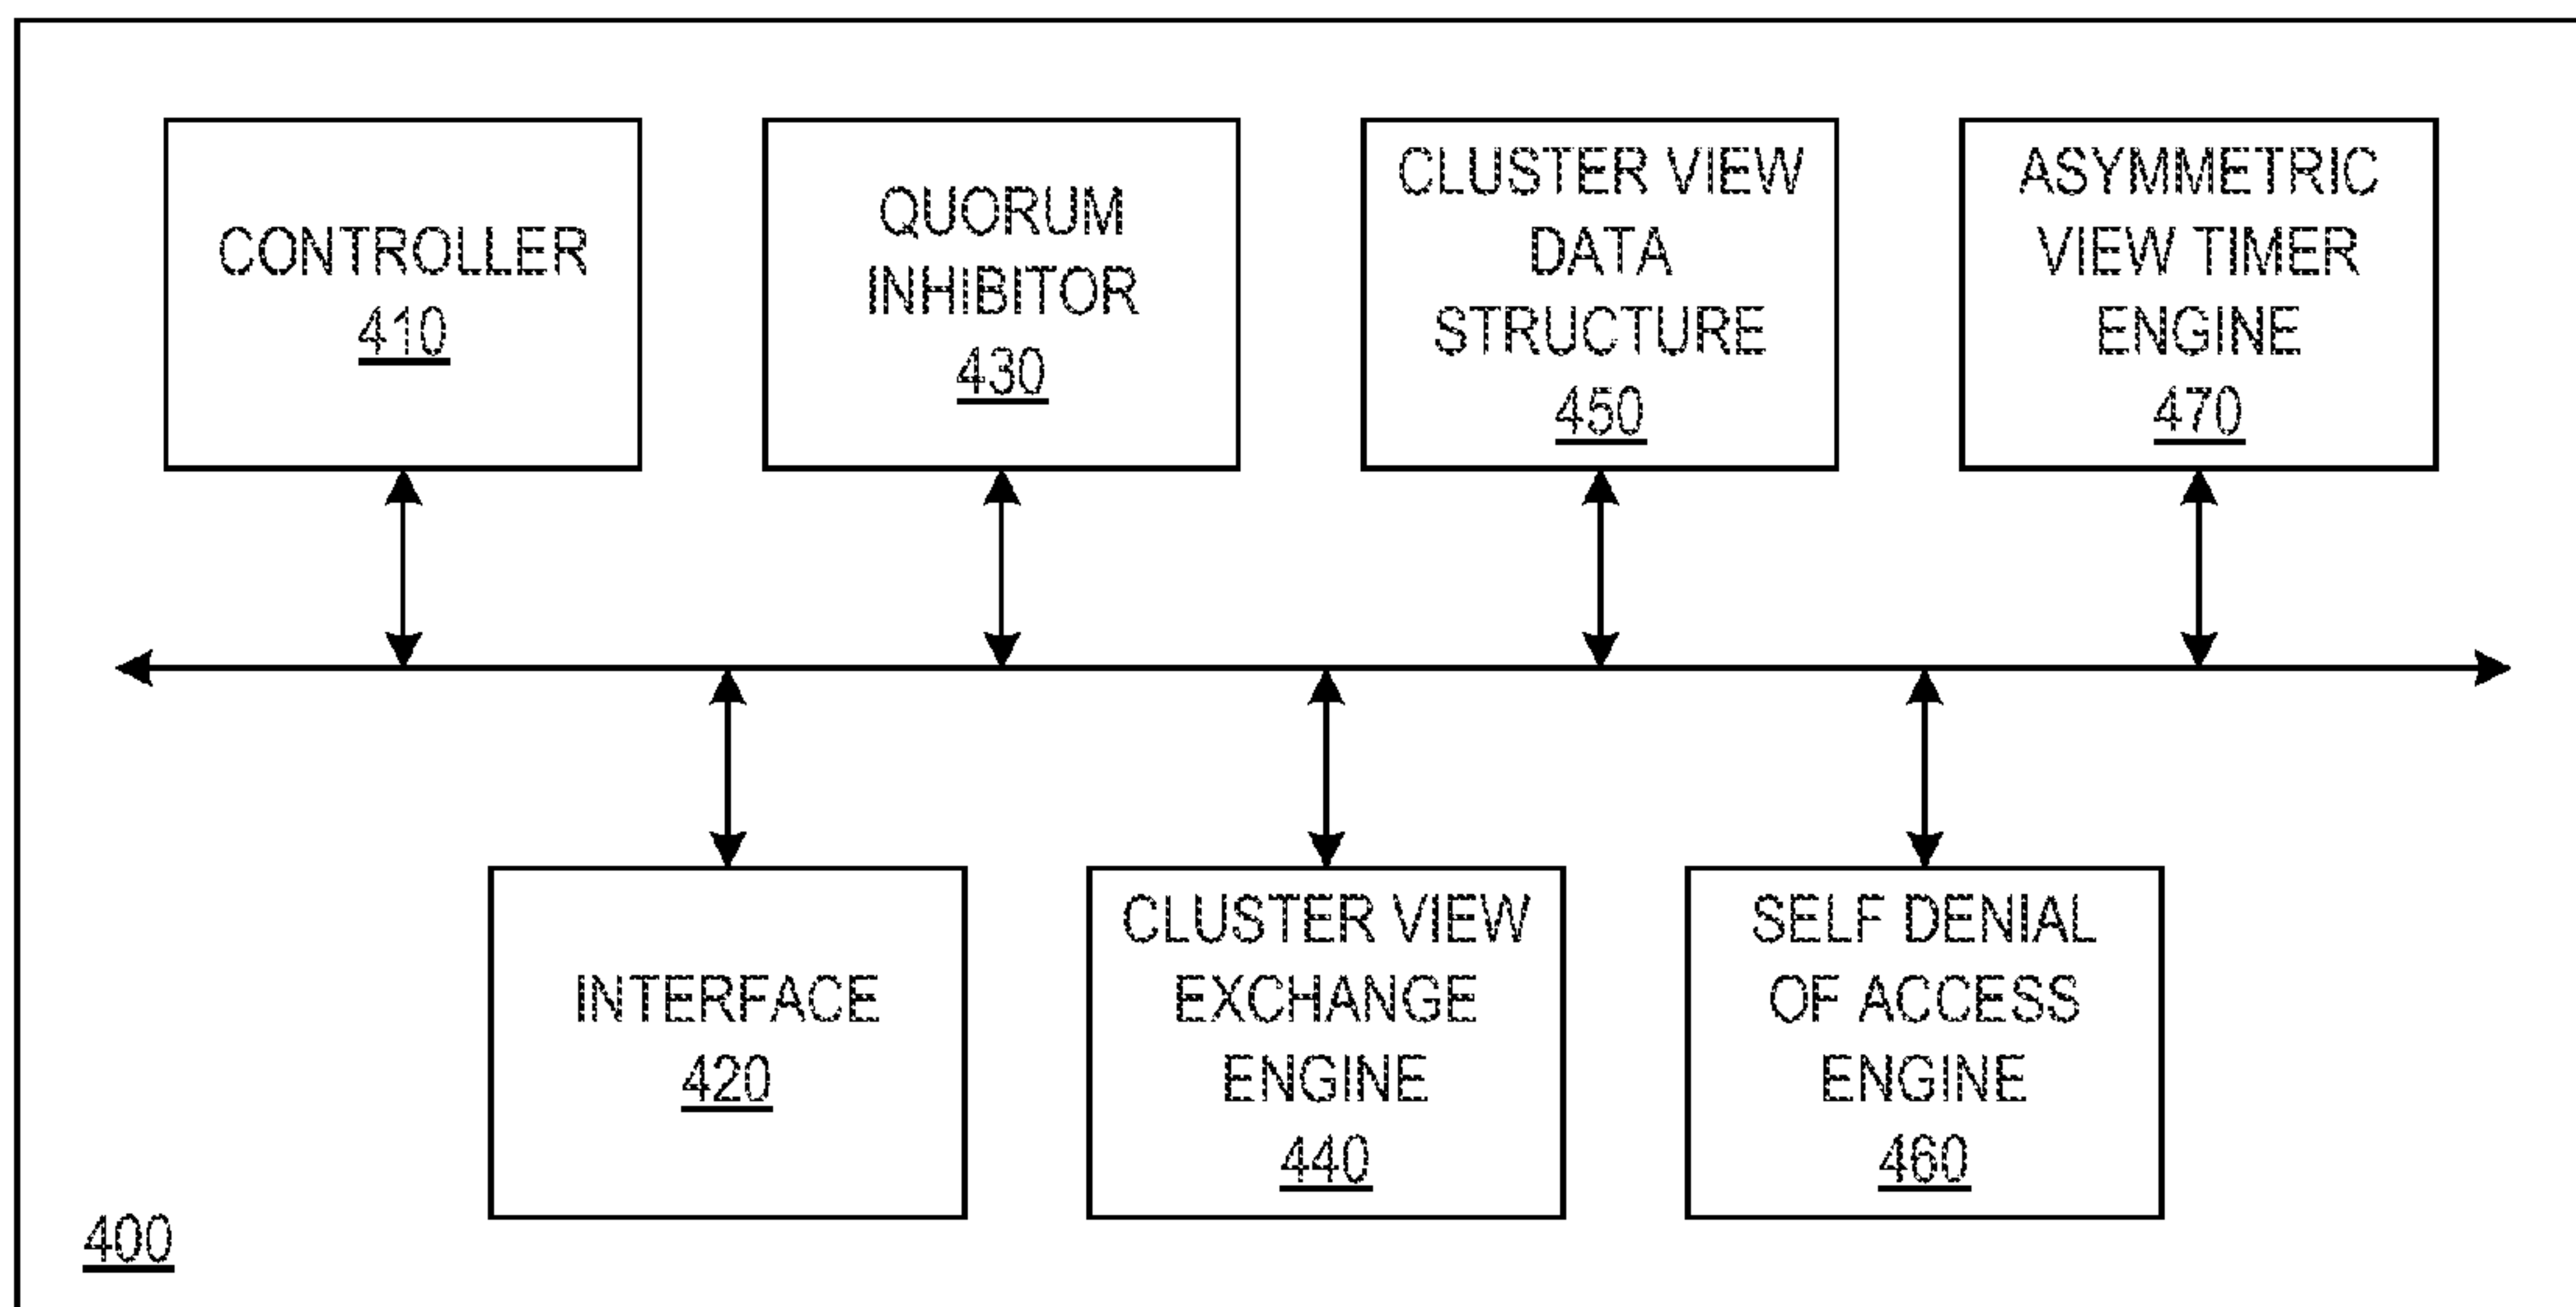 CONTROLLER
410
QUORUM
INHIBITOR
430
CLUSTER VIEW
DATA
STRUCTURE
450
ASYMMETRIC
VIEW TIMER
ENGINE
470
INTERFACE
420
CLUSTER VIEW
EXCHANGE
ENGINE
440
SELF DENIAL
OF ACCESS
ENGINE
460
400